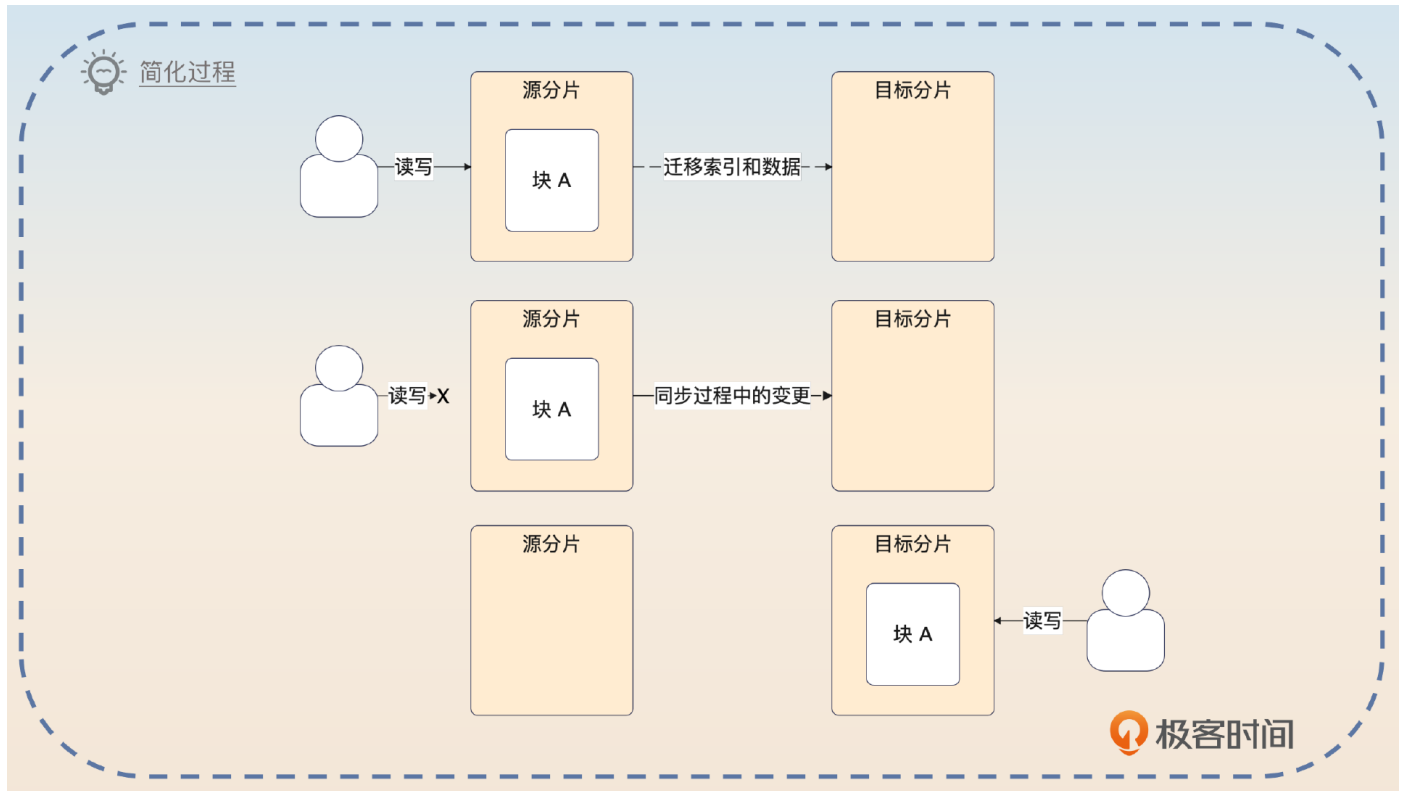 简化过程
源分片
目标分片
读写
块 A
迁移索引和数据
源分片
目标分片
读写
X
块 A
同步过程中的变更
源分片
目标分片
块 A
读写
极客时间